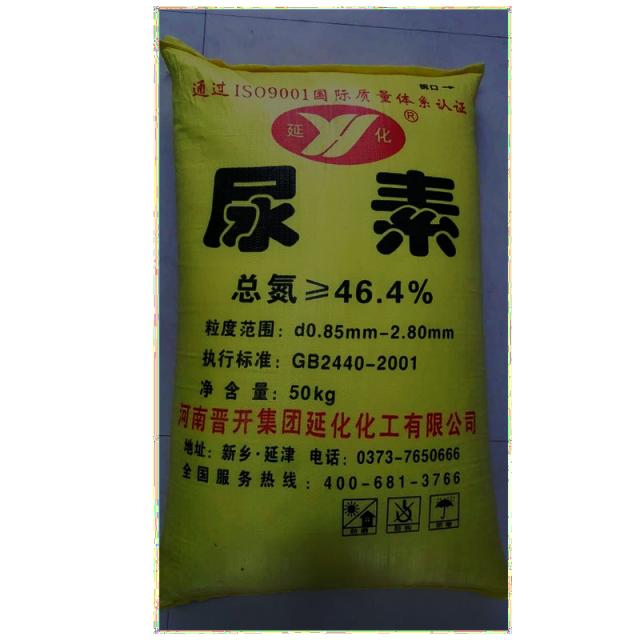 拆口→
通过ISO9001国际质量体系认证
延 化 ®
尿素
总氮≥46.4%
粒度范围：d0.85mm-2.80mm
执行标准：GB2440-2001
净含量：50kg
河南晋开集团延化化工有限公司
地址：新乡·延津 电话：0373-7650666
全国服务热线：400-681-3766